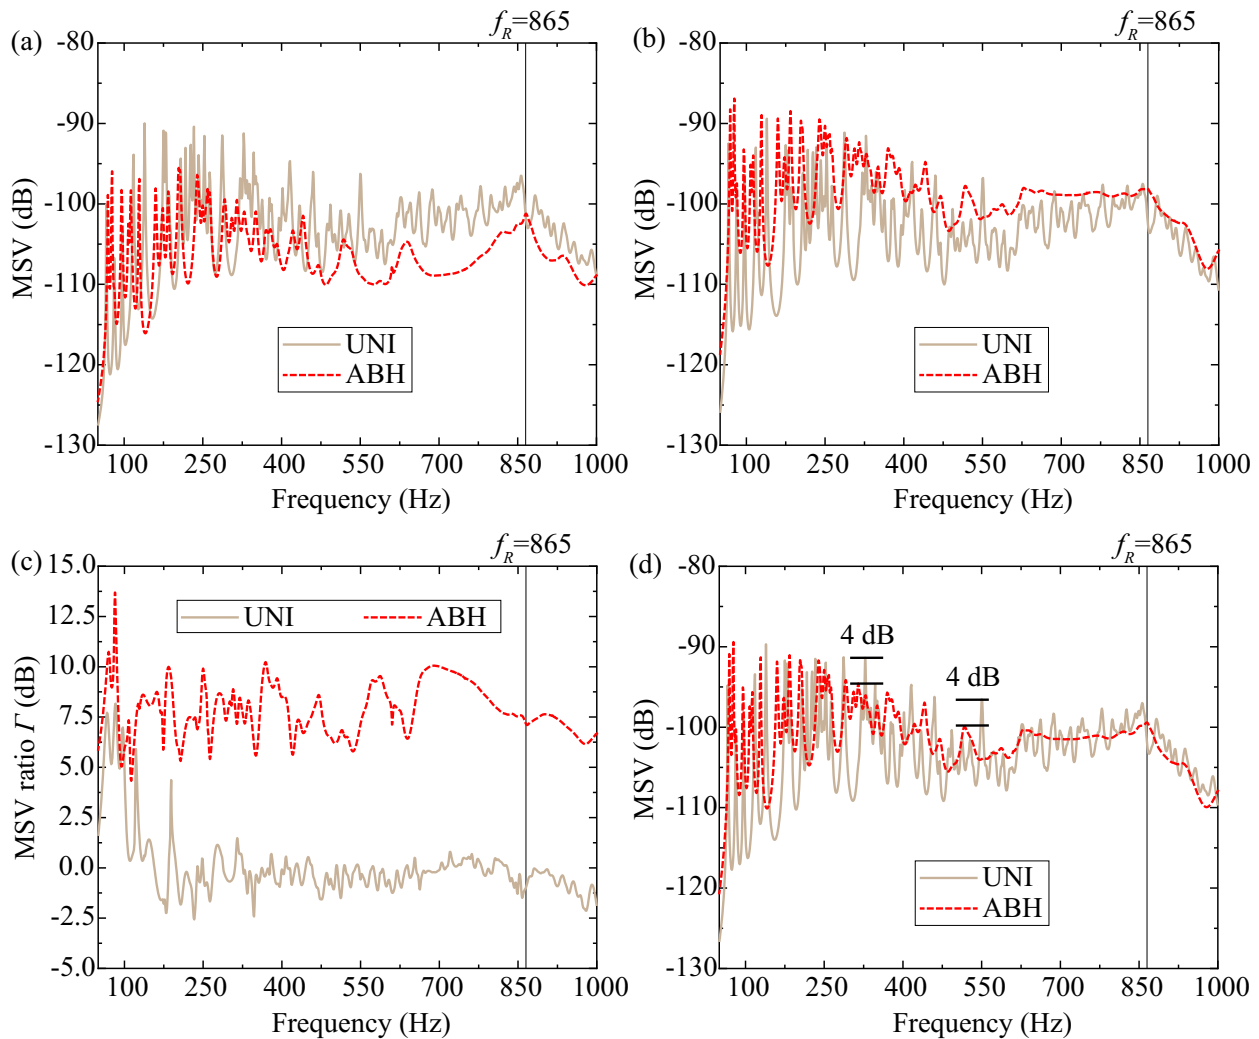 (a)
f_R=865
-80
-90
-100
-110
-120
-130
MSV (dB)
UNI
ABH
100 250 400 550 700 850 1000
Frequency (Hz)
(b)
f_R=865
-80
-90
-100
-110
-120
-130
MSV (dB)
UNI
ABH
100 250 400 550 700 850 1000
Frequency (Hz)
(c)
f_R=865
15.0
12.5
10.0
7.5
5.0
2.5
0.0
-2.5
-5.0
MSV ratio Γ (dB)
UNI ABH
100 250 400 550 700 850 1000
Frequency (Hz)
(d)
f_R=865
-80
-90
-100
-110
-120
-130
MSV (dB)
4 dB
4 dB
UNI
ABH
100 250 400 550 700 850 1000
Frequency (Hz)